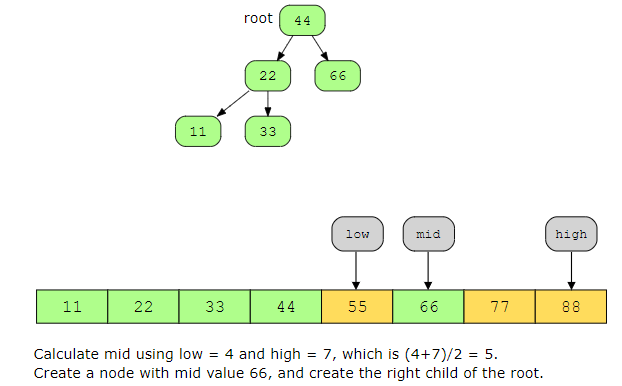 root 44
22 66
11 33
low mid high
11 22 33 44 55 66 77 88
Calculate mid using low = 4 and high = 7, which is (4+7)/2 = 5.
Create a node with mid value 66, and create the right child of the root.